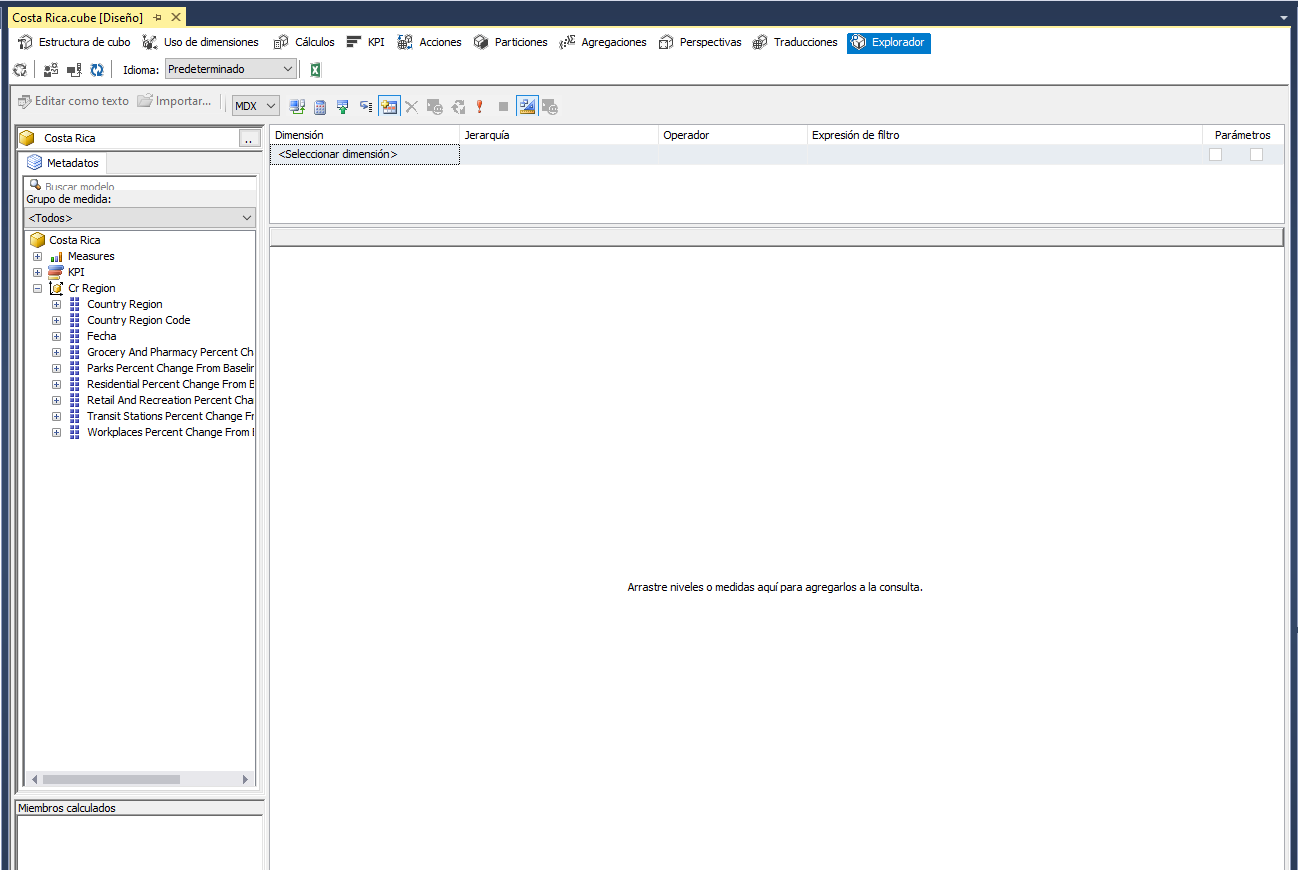 Costa Rica.cube [Diseño]
Estructura de cubo Uso de dimensiones Cálculos KPI Acciones Particiones Agregaciones Perspectivas Traducciones Explorador
Idioma: Predeterminado
Editar como texto Importar... MDX
Costa Rica ..
Metadatos
Buscar modelo
Grupo de medida:
<Todos>
Costa Rica
Measures
KPI
Cr Region
Country Region
Country Region Code
Fecha
Grocery And Pharmacy Percent Ch
Parks Percent Change From Baselin
Residential Percent Change From B
Retail And Recreation Percent Cha
Transit Stations Percent Change Fr
Workplaces Percent Change From
Miembros calculados
Dimensión Jerarquía Operador Expresión de filtro Parámetros
<Seleccionar dimensión>
Arrastre niveles o medidas aquí para agregarlos a la consulta.